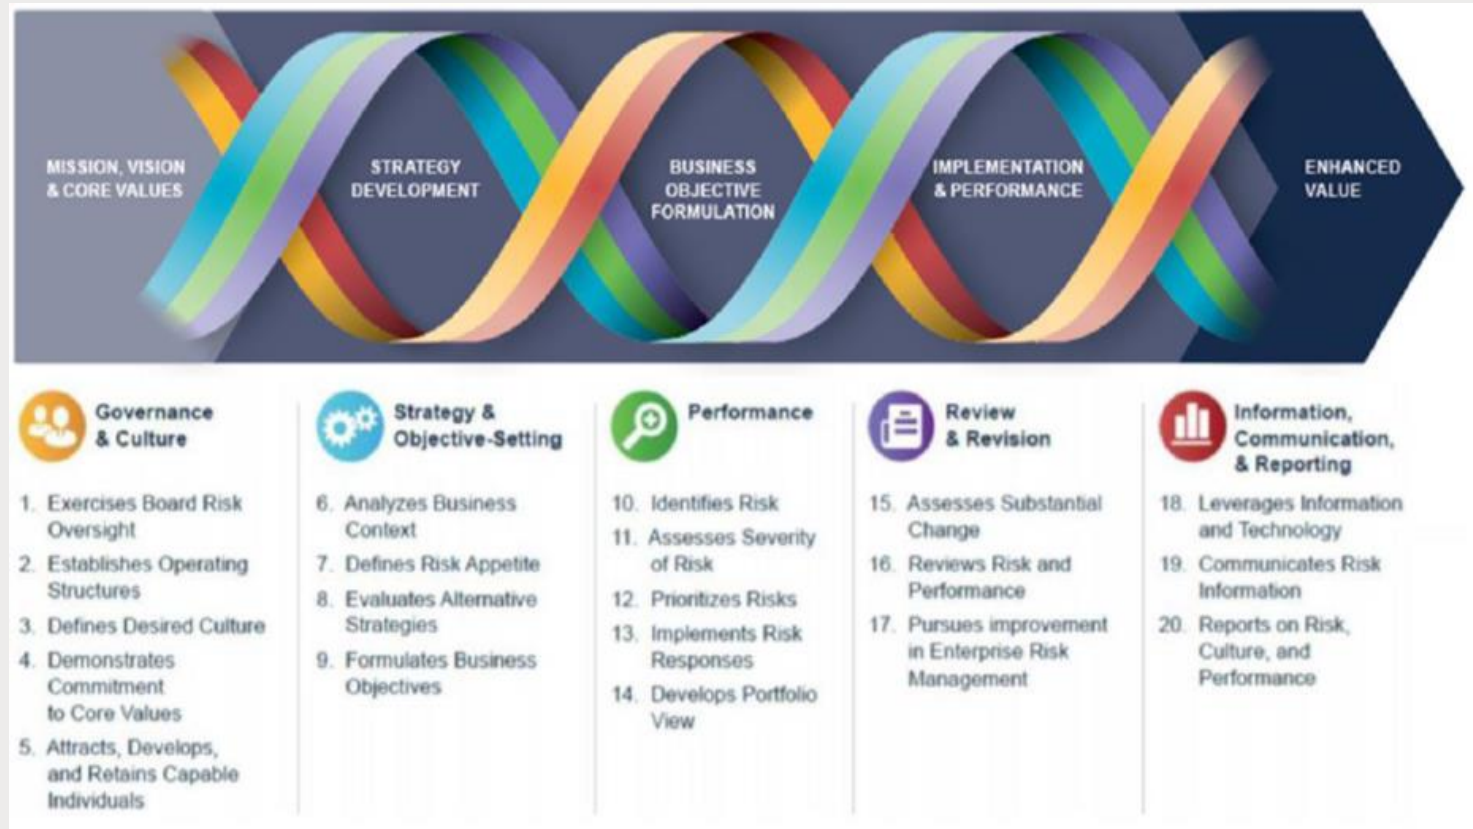 MISSION, VISION
& CORE VALUES
STRATEGY
DEVELOPMENT
BUSINESS
OBJECTIVE
FORMULATION
IMPLEMENTATION
& PERFORMANCE
ENHANCED
VALUE
Governance
& Culture
1. Exercises Board Risk
Oversight
2. Establishes Operating
Structures
3. Defines Desired Culture
4. Demonstrates
Commitment
to Core Values
5. Attracts, Develops,
and Retains Capable
Individuals
Strategy &
Objective-Setting
6. Analyzes Business
Context
7. Defines Risk Appetite
8. Evaluates Alternative
Strategies
9. Formulates Business
Objectives
Performance
10. Identifies Risk
11. Assesses Severity
of Risk
12. Prioritizes Risks
13. Implements Risk
Responses
14. Develops Portfolio
View
Review
& Revision
15. Assesses Substantial
Change
16. Reviews Risk and
Performance
17. Pursues improvement
in Enterprise Risk
Management
Information,
Communication,
& Reporting
18. Leverages Information
and Technology
19. Communicates Risk
Information
20. Reports on Risk,
Culture, and
Performance